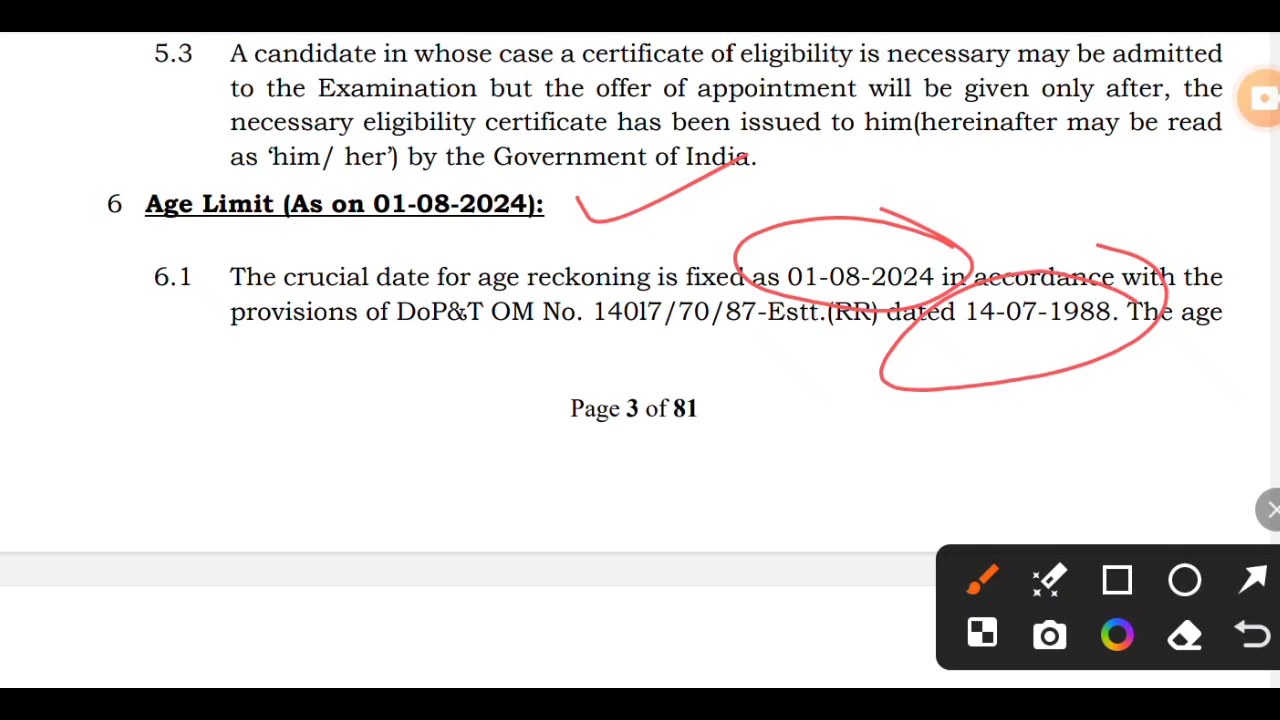 5.3 A candidate in whose case a certificate of eligibility is necessary may be admitted
to the Examination but the offer of appointment will be given only after, the
necessary eligibility certificate has been issued to him(hereinafter may be read
as ‘him/ her’) by the Government of India.
6 Age Limit (As on 01-08-2024):
6.1 The crucial date for age reckoning is fixed as 01-08-2024 in accordance with the
provisions of DoP&T OM No. 14017/70/87-Estt.(RR) dated 14-07-1988. The age
Page 3 of 81